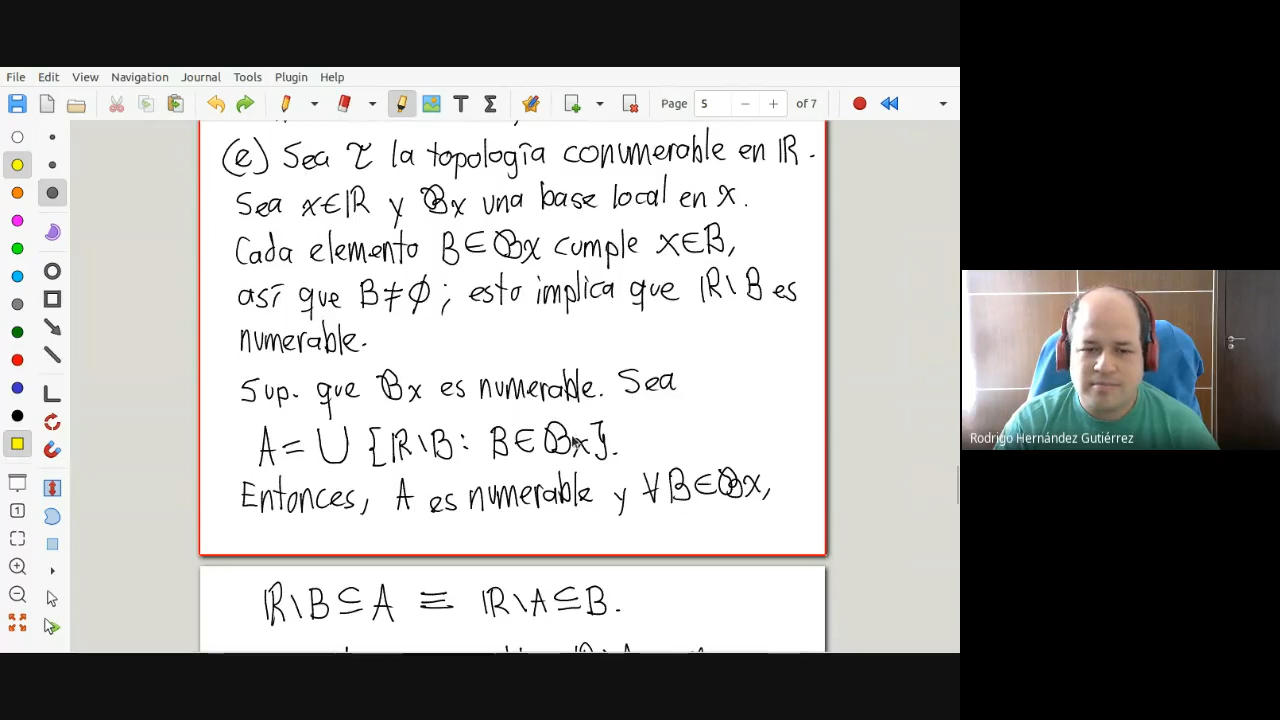 File Edit View Navigation Journal Tools Plugin Help
Page 5 of 7
(e) Sea τ la topología conumerable en ℝ.
Sea x∈ℝ y ℬx una base local en x.
Cada elemento B∈ℬx cumple x∈B,
así que B≠∅; esto implica que ℝ\B es
numerable.
Sup. que ℬx es numerable. Sea
A=∪{ℝ\B: B∈ℬx}.
Entonces, A es numerable y ∀B∈ℬx,
ℝ\B⊆A ≡ ℝ\A⊆B.
Rodrigo Hernández Gutiérrez